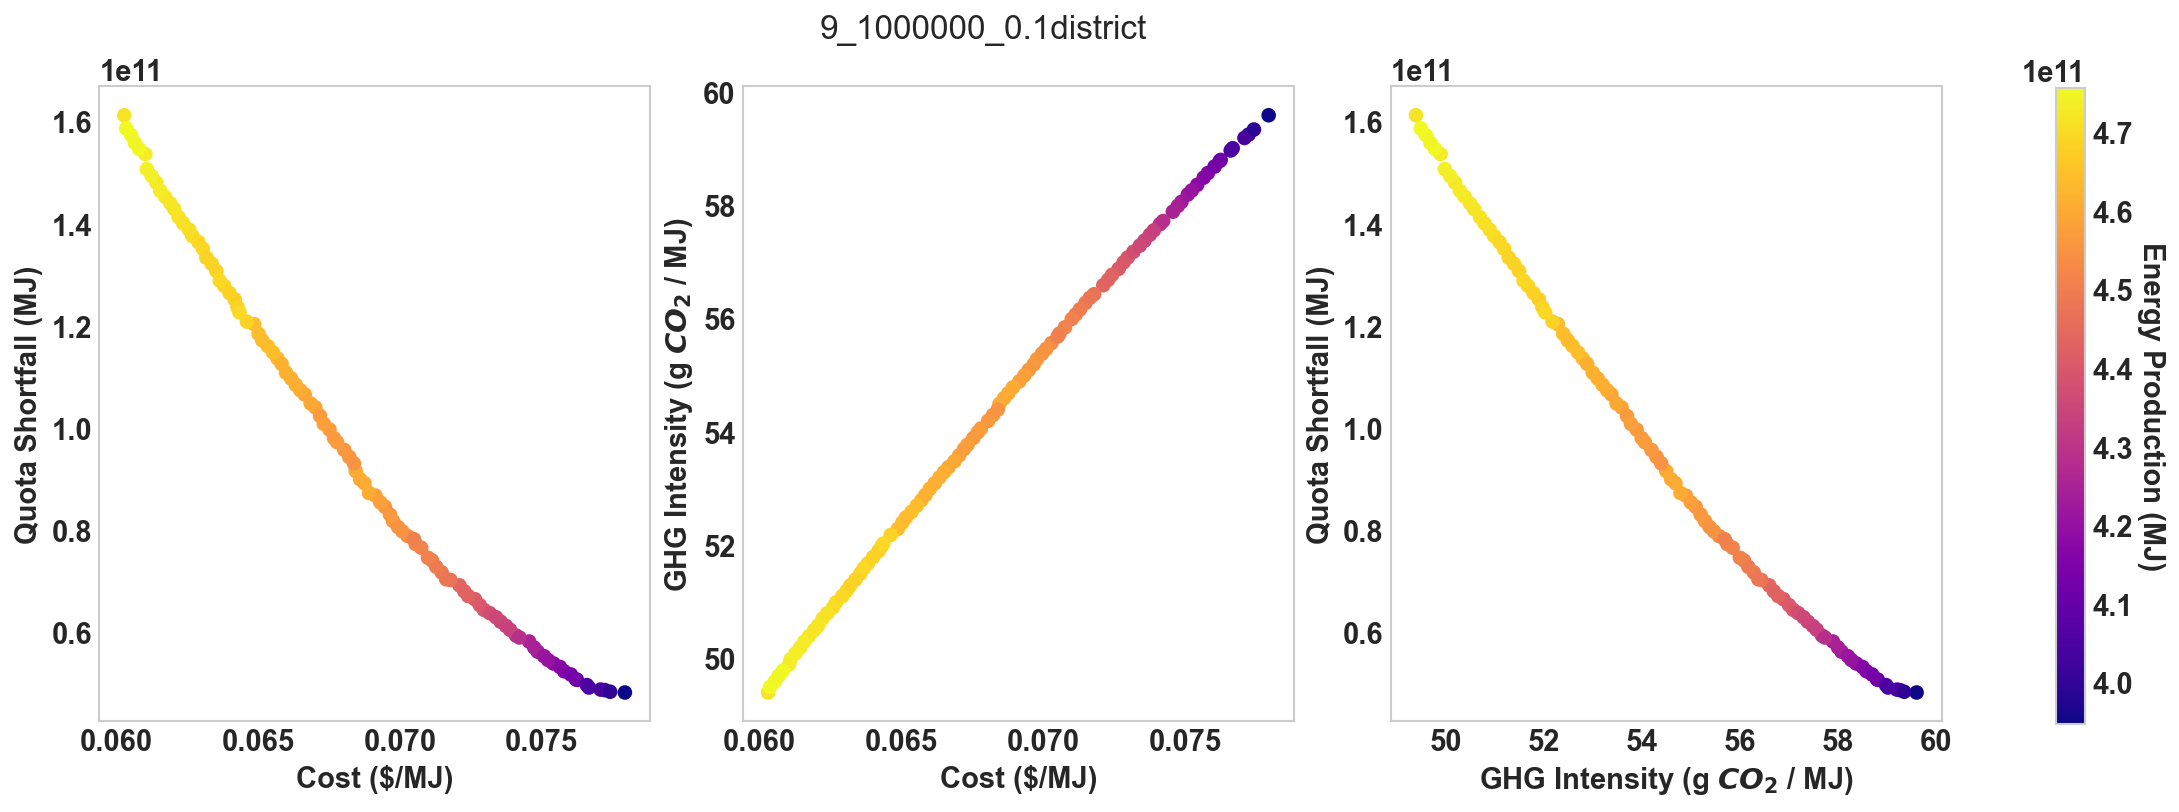 9_1000000_0.1district
1e11
1.6
1.4
1.2
1.0
0.8
0.6
Quota Shortfall (MJ)
0.060 0.065 0.070 0.075
Cost ($/MJ)
60
58
56
54
52
50
GHG Intensity (g CO₂ / MJ)
0.060 0.065 0.070 0.075
Cost ($/MJ)
1e11
1.6
1.4
1.2
1.0
0.8
0.6
Quota Shortfall (MJ)
50 52 54 56 58 60
GHG Intensity (g CO₂ / MJ)
1e11
4.7
4.6
4.5
4.4
4.3
4.2
4.1
4.0
Energy Production (MJ)